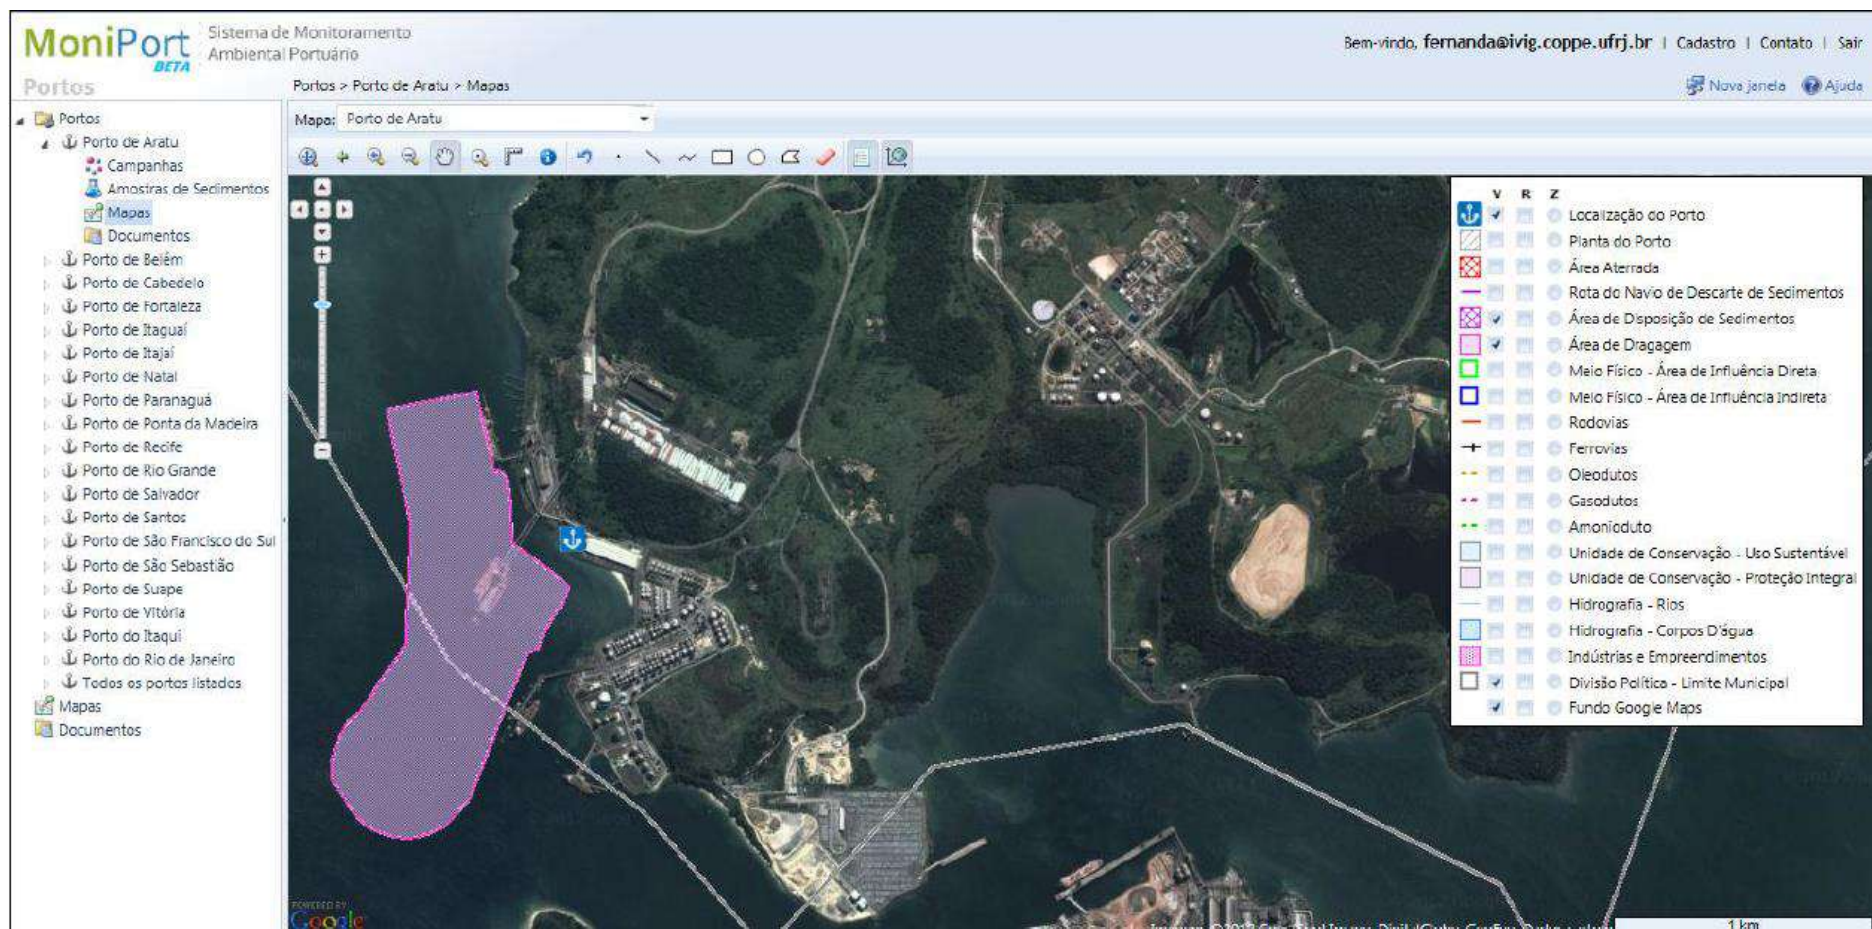 MoniPort
BETA
Sistema de Monitoramento
Ambiental Portuário
Bem-vindo, fernanda@ivig.coppe.ufrj.br | Cadastro | Contato | Sair
Portos
Portos > Porto de Aratu > Mapas
Nova janela
Ajuda
Portos
Porto de Aratu
Campanhas
Amostras de Sedimentos
Mapas
Documentos
Porto de Belém
Porto de Cabedelo
Porto de Fortaleza
Porto de Itaguaí
Porto de Itajaí
Porto de Natal
Porto de Paranaguá
Porto de Ponta da Madeira
Porto de Recife
Porto de Rio Grande
Porto de Salvador
Porto de Santos
Porto de São Francisco do Sul
Porto de São Sebastião
Porto de Suape
Porto de Vitória
Porto do Itaqui
Porto do Rio de Janeiro
Todos os portos listados
Mapas
Documentos
Mapa: Porto de Aratu
V R Z
Localização do Porto
Planta do Porto
Área Aterrada
Rota do Navio de Descarte de Sedimentos
Área de Disposição de Sedimentos
Área de Dragagem
Meio Físico - Área de Influência Direta
Meio Físico - Área de Influência Indireta
Rodovias
Ferrovias
Oleodutos
Gasodutos
Amonioduto
Unidade de Conservação - Uso Sustentável
Unidade de Conservação - Proteção Integral
Hidrografia - Rios
Hidrografia - Corpos D'água
Indústrias e Empreendimentos
Divisão Política - Limite Municipal
Fundo Google Maps
POWERED BY
Google
1 km